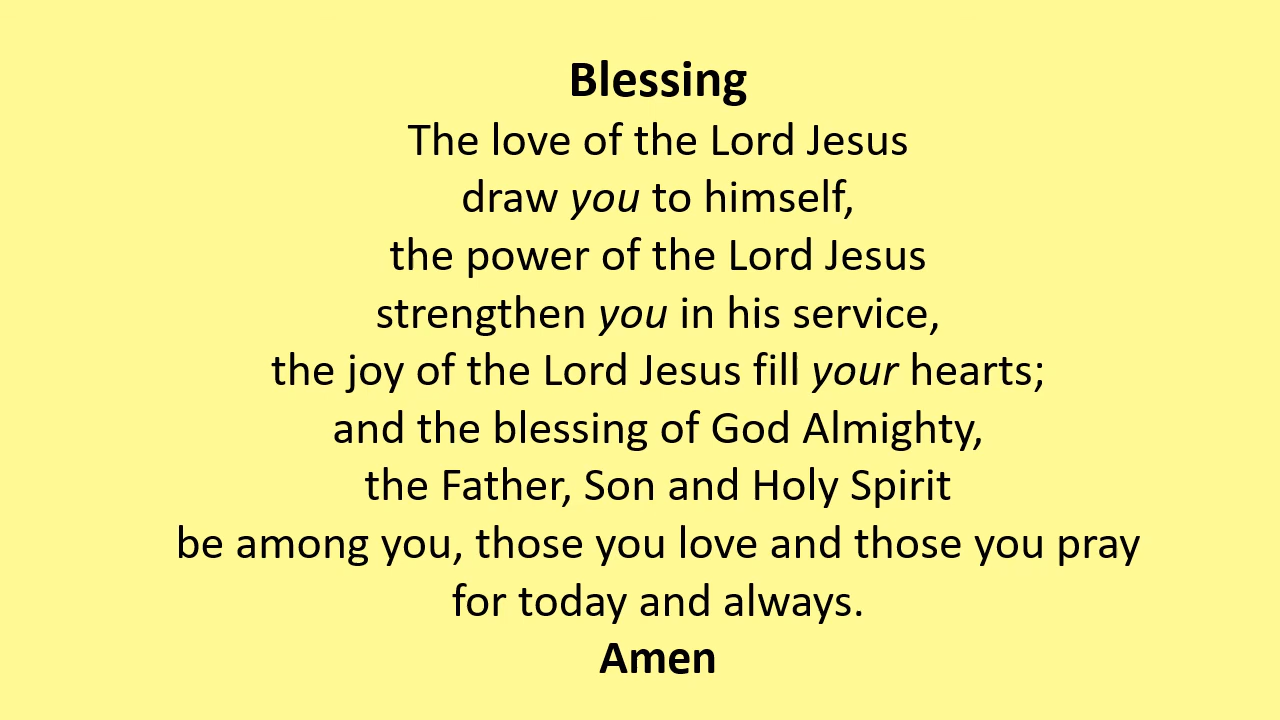 Blessing
The love of the Lord Jesus
draw you to himself,
the power of the Lord Jesus
strengthen you in his service,
the joy of the Lord Jesus fill your hearts;
and the blessing of God Almighty,
the Father, Son and Holy Spirit
be among you, those you love and those you pray
for today and always.
Amen